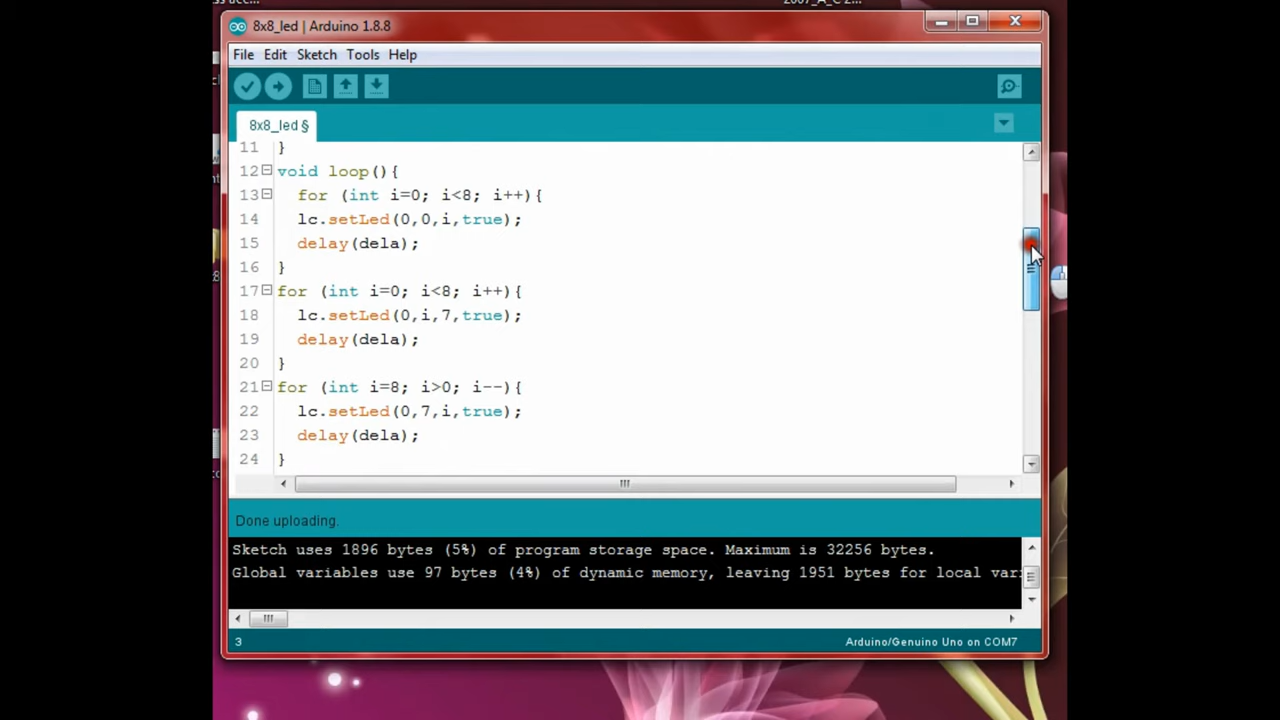 8x8_led | Arduino 1.8.8
File Edit Sketch Tools Help
8x8_led §
11 }
12 void loop(){
13 for (int i=0; i<8; i++){
14 lc.setLed(0,0,i,true);
15 delay(dela);
16 }
17 for (int i=0; i<8; i++){
18 lc.setLed(0,i,7,true);
19 delay(dela);
20 }
21 for (int i=8; i>0; i--){
22 lc.setLed(0,7,i,true);
23 delay(dela);
24 }
Done uploading.
Sketch uses 1896 bytes (5%) of program storage space. Maximum is 32256 bytes.
Global variables use 97 bytes (4%) of dynamic memory, leaving 1951 bytes for local vari
3 Arduino/Genuino Uno on COM7